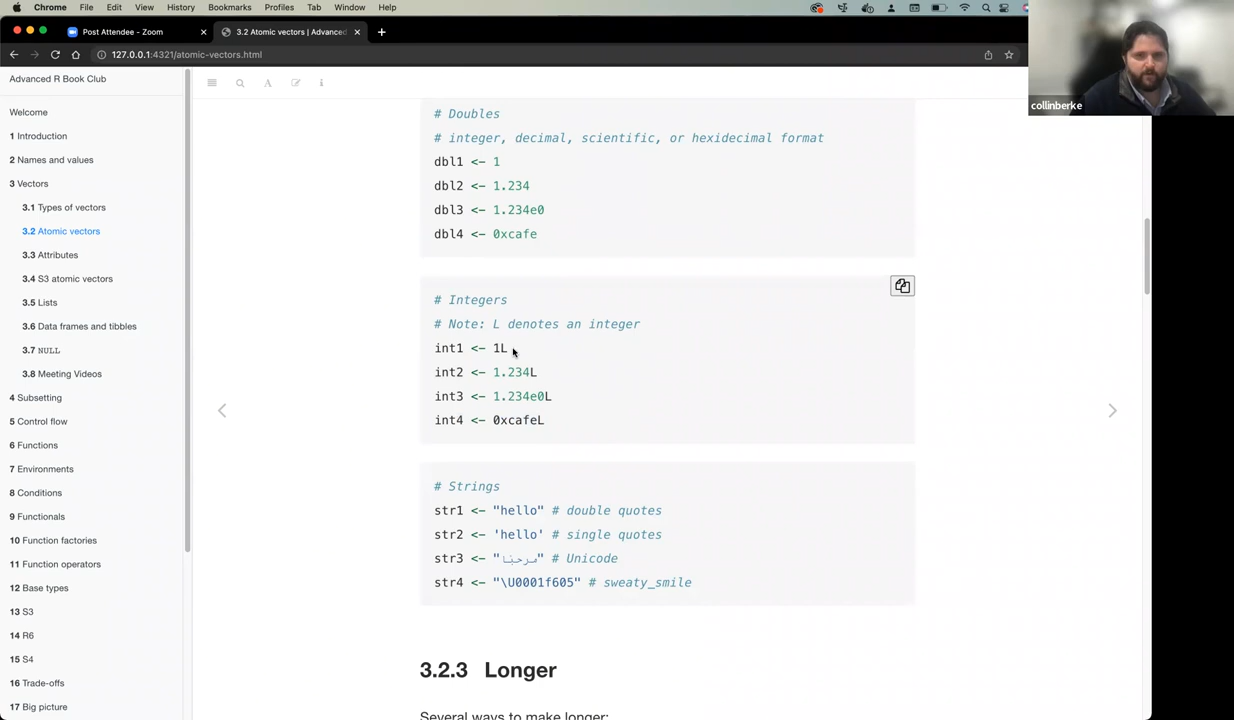 Chrome File Edit View History Bookmarks Profiles Tab Window Help
Post Attendee - Zoom
3.2 Atomic vectors | Advanced
127.0.0.1:4321/atomic-vectors.html
collinberke
Advanced R Book Club
Welcome
1 Introduction
2 Names and values
3 Vectors
3.1 Types of vectors
3.2 Atomic vectors
3.3 Attributes
3.4 S3 atomic vectors
3.5 Lists
3.6 Data frames and tibbles
3.7 NULL
3.8 Meeting Videos
4 Subsetting
5 Control flow
6 Functions
7 Environments
8 Conditions
9 Functionals
10 Function factories
11 Function operators
12 Base types
13 S3
14 R6
15 S4
16 Trade-offs
17 Big picture
# Doubles
# integer, decimal, scientific, or hexidecimal format
dbl1 <- 1
dbl2 <- 1.234
dbl3 <- 1.234e0
dbl4 <- 0xcafe
# Integers
# Note: L denotes an integer
int1 <- 1L
int2 <- 1.234L
int3 <- 1.234e0L
int4 <- 0xcafeL
# Strings
str1 <- "hello" # double quotes
str2 <- 'hello' # single quotes
str3 <- "مرحبًا" # Unicode
str4 <- "\U0001f605" # sweaty_smile
3.2.3 Longer
Several ways to make longer: